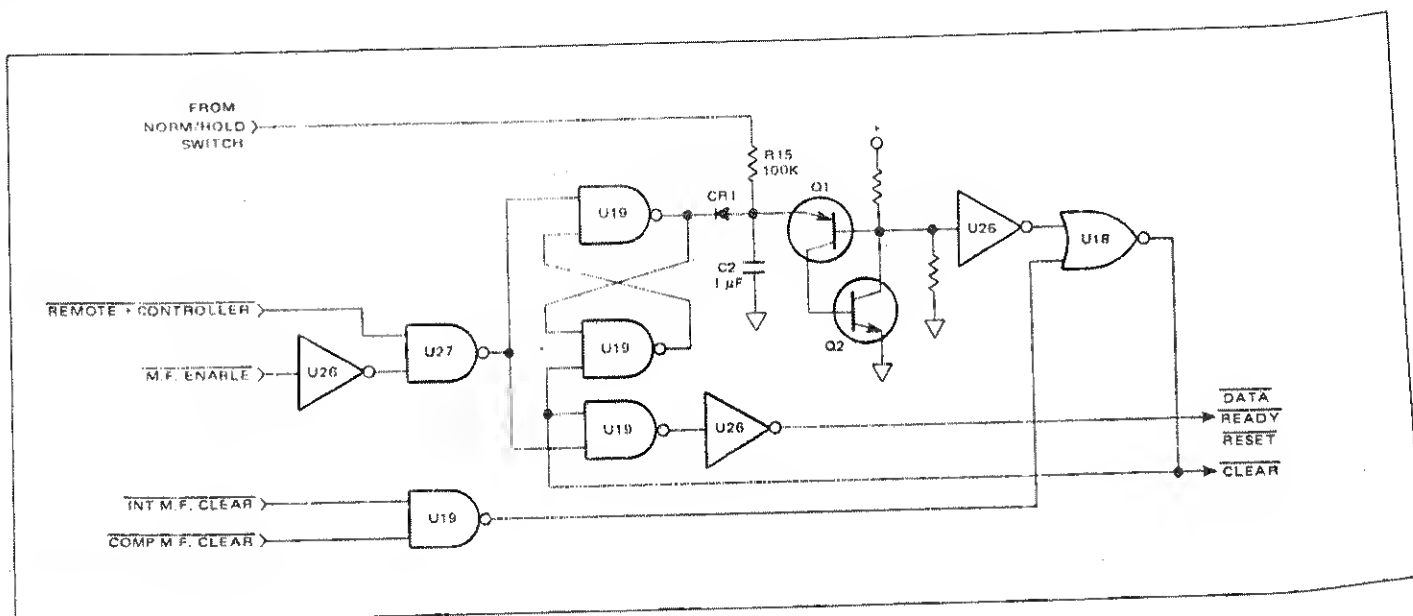 FROM
NORM/HOLD
SWITCH
R15
100K
Q1
+
CR1
U19
U26
U18
C2
1 µF
REMOTE + CONTROLLER
U27
U19
Q2
M.F. ENABLE
U26
U19
U26
DATA
READY
RESET
CLEAR
INT M.F. CLEAR
U19
COMP M.F. CLEAR